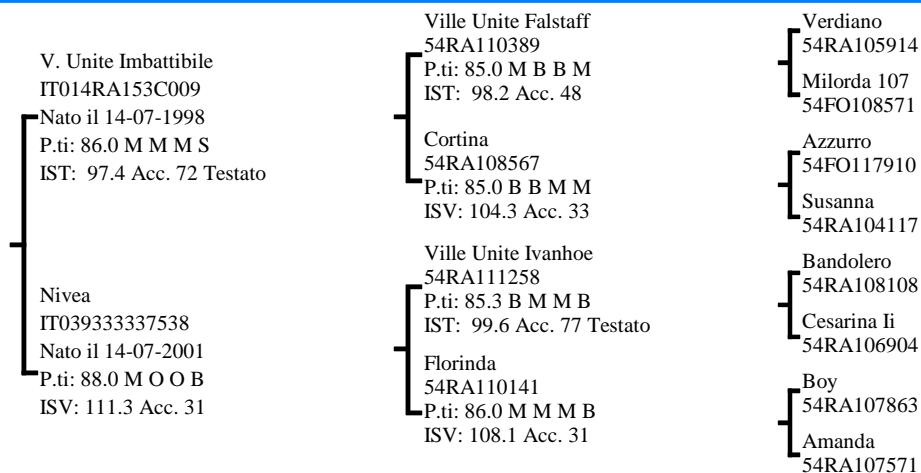 V. Unite Imbattibile
IT014RA153C009
Nato il 14-07-1998
P.ti: 86.0 M M M S
IST: 97.4 Acc. 72 Testato
Nivea
IT039333337538
Nato il 14-07-2001
P.ti: 88.0 M O O B
ISV: 111.3 Acc. 31
Ville Unite Falstaff
54RA110389
P.ti: 85.0 M B B M
IST: 98.2 Acc. 48
Cortina
54RA108567
P.ti: 85.0 B B M M
ISV: 104.3 Acc. 33
Ville Unite Ivanhoe
54RA111258
P.ti: 85.3 B M M B
IST: 99.6 Acc. 77 Testato
Florinda
54RA110141
P.ti: 86.0 M M M B
ISV: 108.1 Acc. 31
Verdiano
54RA105914
Milorda 107
54FO108571
Azzurro
54FO117910
Susanna
54RA104117
Bandolero
54RA108108
Cesarina Ii
54RA106904
Boy
54RA107863
Amanda
54RA107571